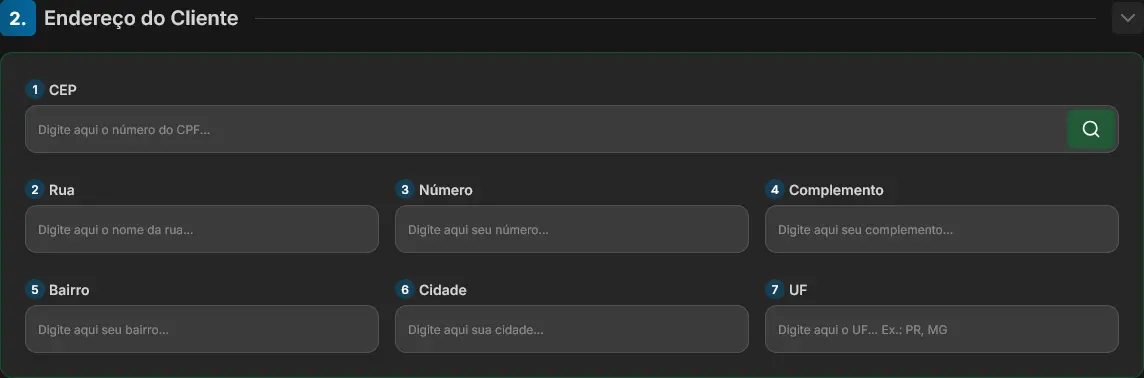 2. Endereço do Cliente
1 CEP
Digite aqui o número do CPF...
2 Rua
3 Número
4 Complemento
Digite aqui o nome da rua...
Digite aqui seu número...
Digite aqui seu complemento...
5 Bairro
6 Cidade
7 UF
Digite aqui seu bairro...
Digite aqui sua cidade...
Digite aqui o UF... Ex.: PR, MG